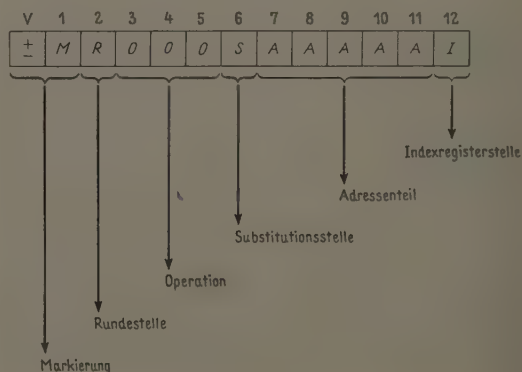 V 1 2 3 4 5 6 7 8 9 10 11 12
± M R O O O S A A A A A I
Indexregisterstelle
Adressenteil
Substitutionsstelle
Operation
Rundestelle
Markierung